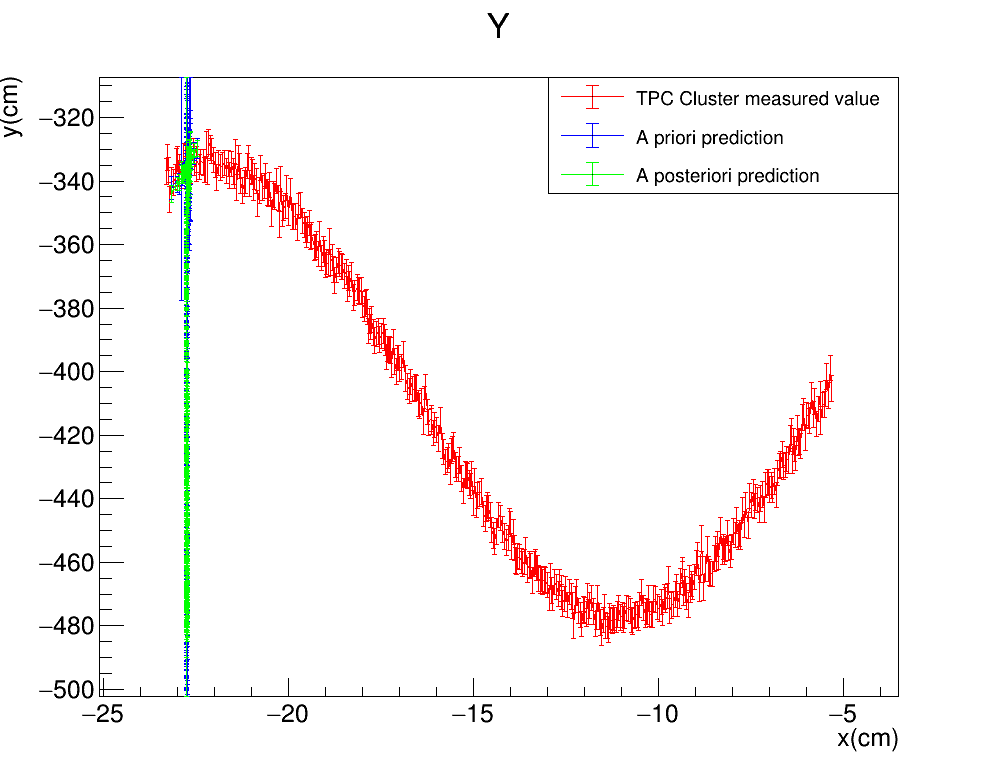 Y
y(cm)
TPC Cluster measured value
A priori prediction
A posteriori prediction
−320
−340
−360
−380
−400
−420
−440
−460
−480
−500
−25 −20 −15 −10 −5
x(cm)